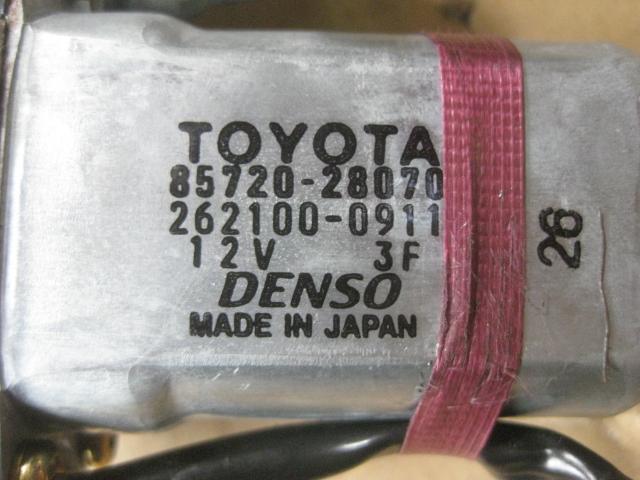 TOYOTA
85720-28070
262100-0911
12V 3F
DENSO
MADE IN JAPAN
26